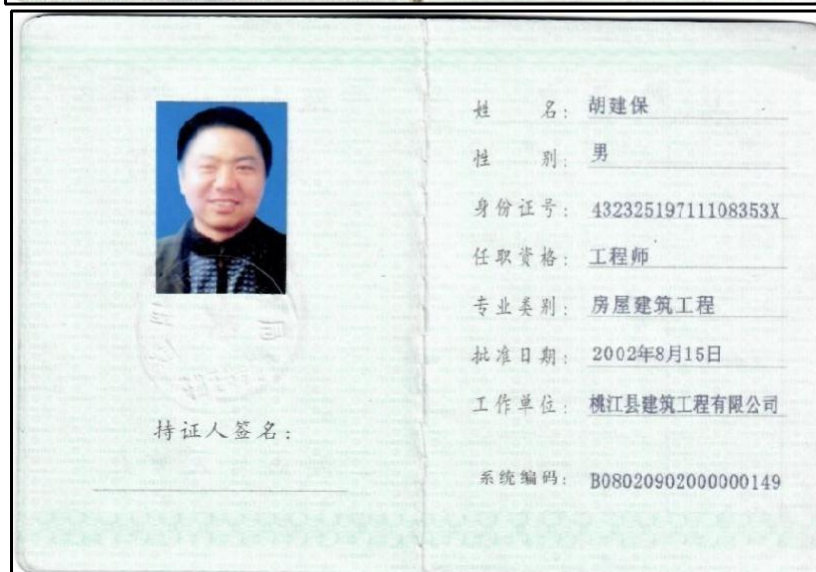 姓 名: 胡建保
性 别: 男
身份证号: 43232519711108353X
任职资格: 工程师
专业类别: 房屋建筑工程
批准日期: 2002年8月15日
工作单位: 桃江县建筑工程有限公司
持证人签名:
系统编码: B08020902000000149